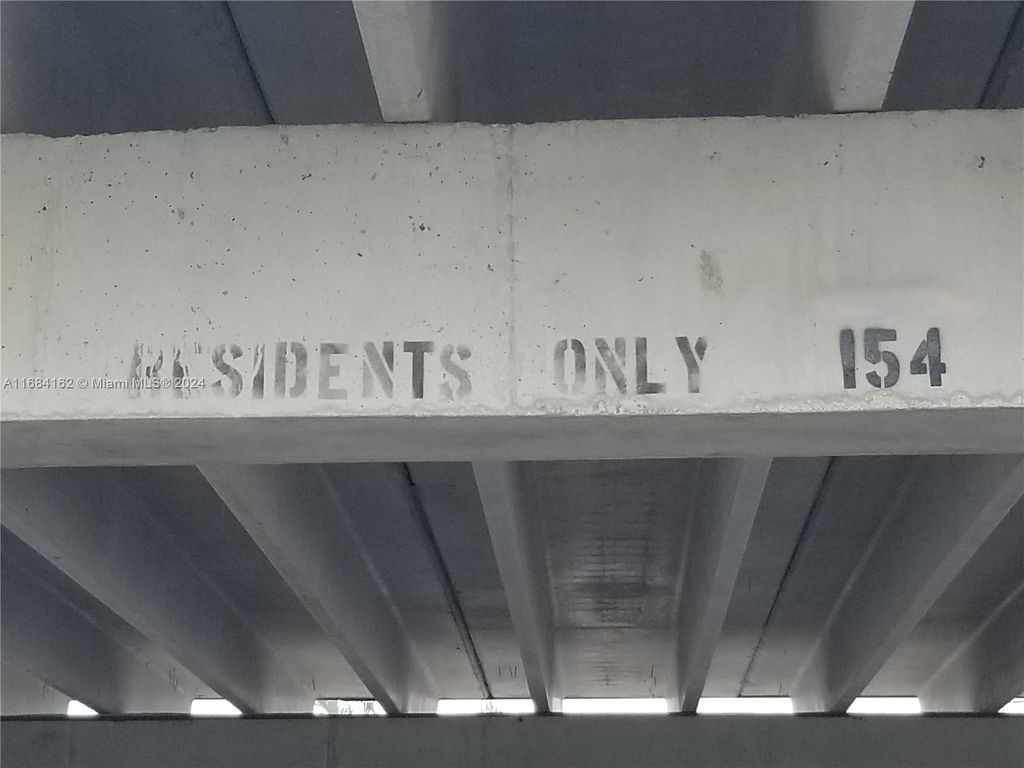 RESIDENTS ONLY 154
A11684162 © Miami MLS® 2024